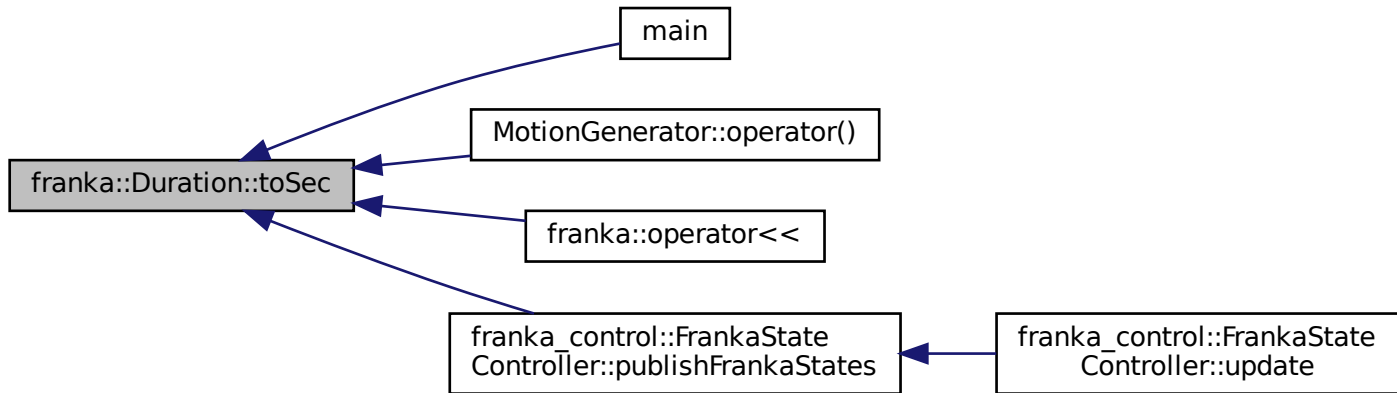 main
MotionGenerator::operator()
franka::Duration::toSec
franka::operator<<
franka_control::FrankaState
Controller::publishFrankaStates
franka_control::FrankaState
Controller::update